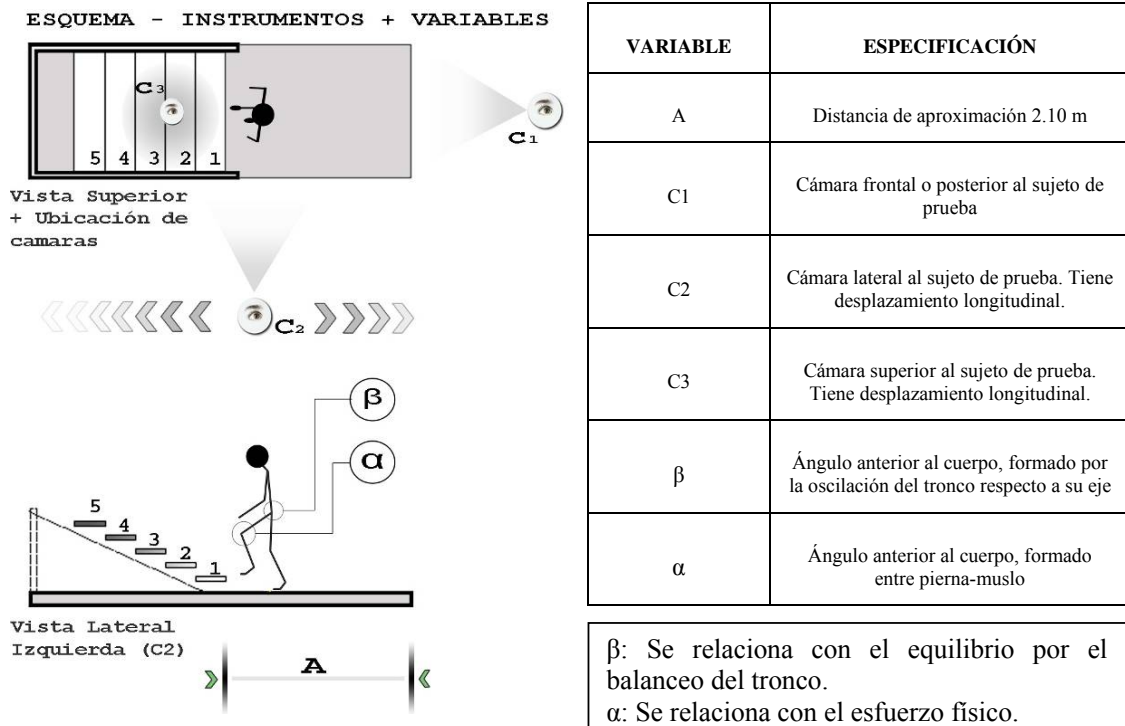 ESQUEMA - INSTRUMENTOS + VARIABLES
C3
5 4 3 2 1
C1
Vista Superior
+ Ubicación de
camaras
C2
β
α
5
4
3
2
1
Vista Lateral
Izquierda (C2)
A
VARIABLE ESPECIFICACIÓN
A Distancia de aproximación 2.10 m
C1 Cámara frontal o posterior al sujeto de
prueba
C2 Cámara lateral al sujeto de prueba. Tiene
desplazamiento longitudinal.
C3 Cámara superior al sujeto de prueba.
Tiene desplazamiento longitudinal.
β Ángulo anterior al cuerpo, formado por
la oscilación del tronco respecto a su eje
α Ángulo anterior al cuerpo, formado
entre pierna-muslo
β: Se relaciona con el equilibrio por el
balanceo del tronco.
α: Se relaciona con el esfuerzo físico.